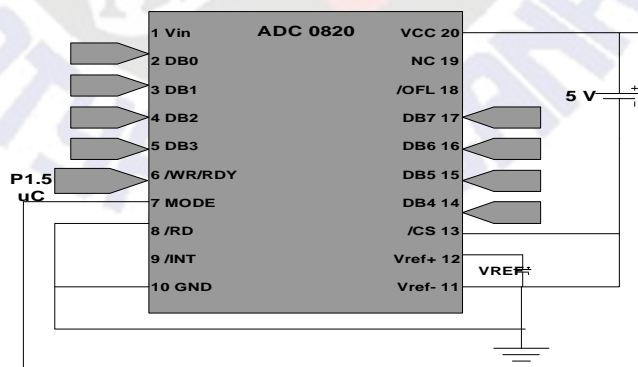 ADC 0820
1 Vin
2 DB0
3 DB1
4 DB2
5 DB3
6 /WR/RDY
7 MODE
8 /RD
9 /INT
10 GND
VCC 20
NC 19
/OFL 18
DB7 17
DB6 16
DB5 15
DB4 14
/CS 13
Vref+ 12
Vref- 11
P1.5
uC
5 V
+
VREF